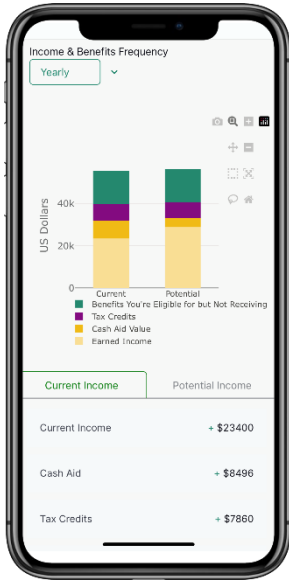 Income & Benefits Frequency
Yearly
US Dollars
40k
20k
0
Current Potential
Benefits You're Eligible for but Not Receiving
Tax Credits
Cash Aid Value
Earned Income
Current Income Potential Income
Current Income + $23400
Cash Aid + $8496
Tax Credits + $7860